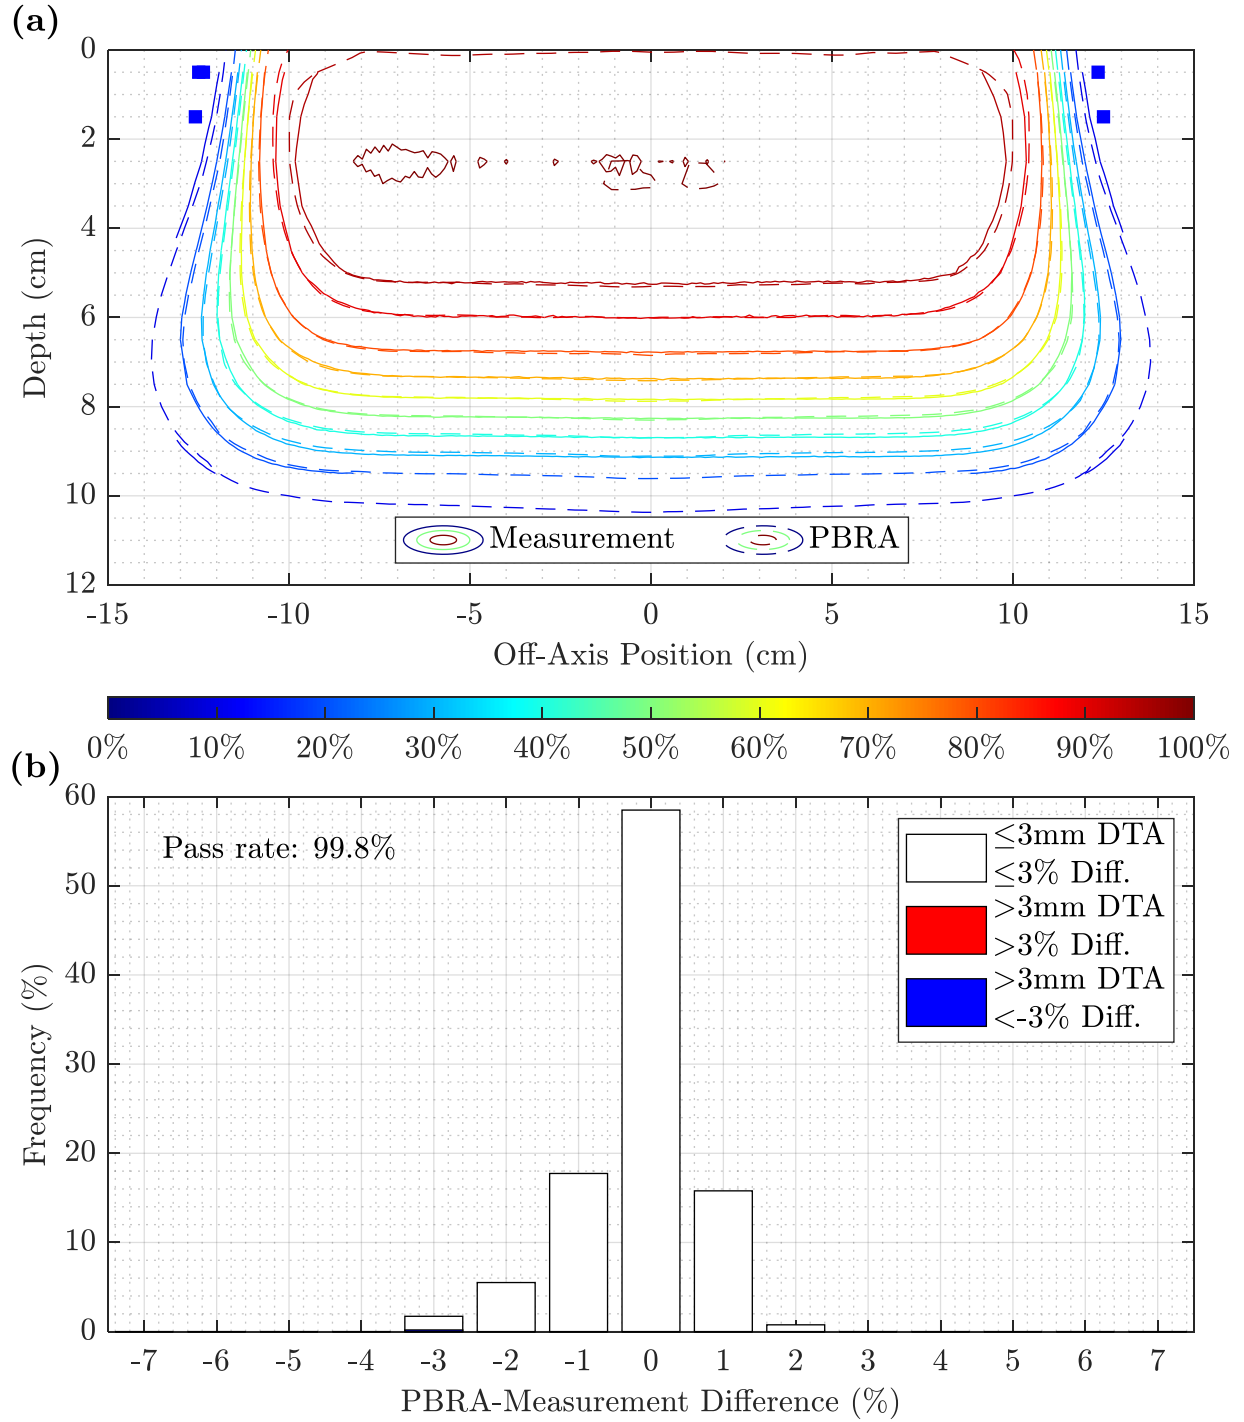 (a)
0
2
4
6
8
10
12
Depth (cm)
Measurement PBRA
-15 -10 -5 0 5 10 15
Off-Axis Position (cm)
0% 10% 20% 30% 40% 50% 60% 70% 80% 90% 100%
(b)
60
50
40
30
20
10
0
Frequency (%)
Pass rate: 99.8%
≤3mm DTA
≤3% Diff.
>3mm DTA
>3% Diff.
>3mm DTA
<-3% Diff.
-7 -6 -5 -4 -3 -2 -1 0 1 2 3 4 5 6 7
PBRA-Measurement Difference (%)